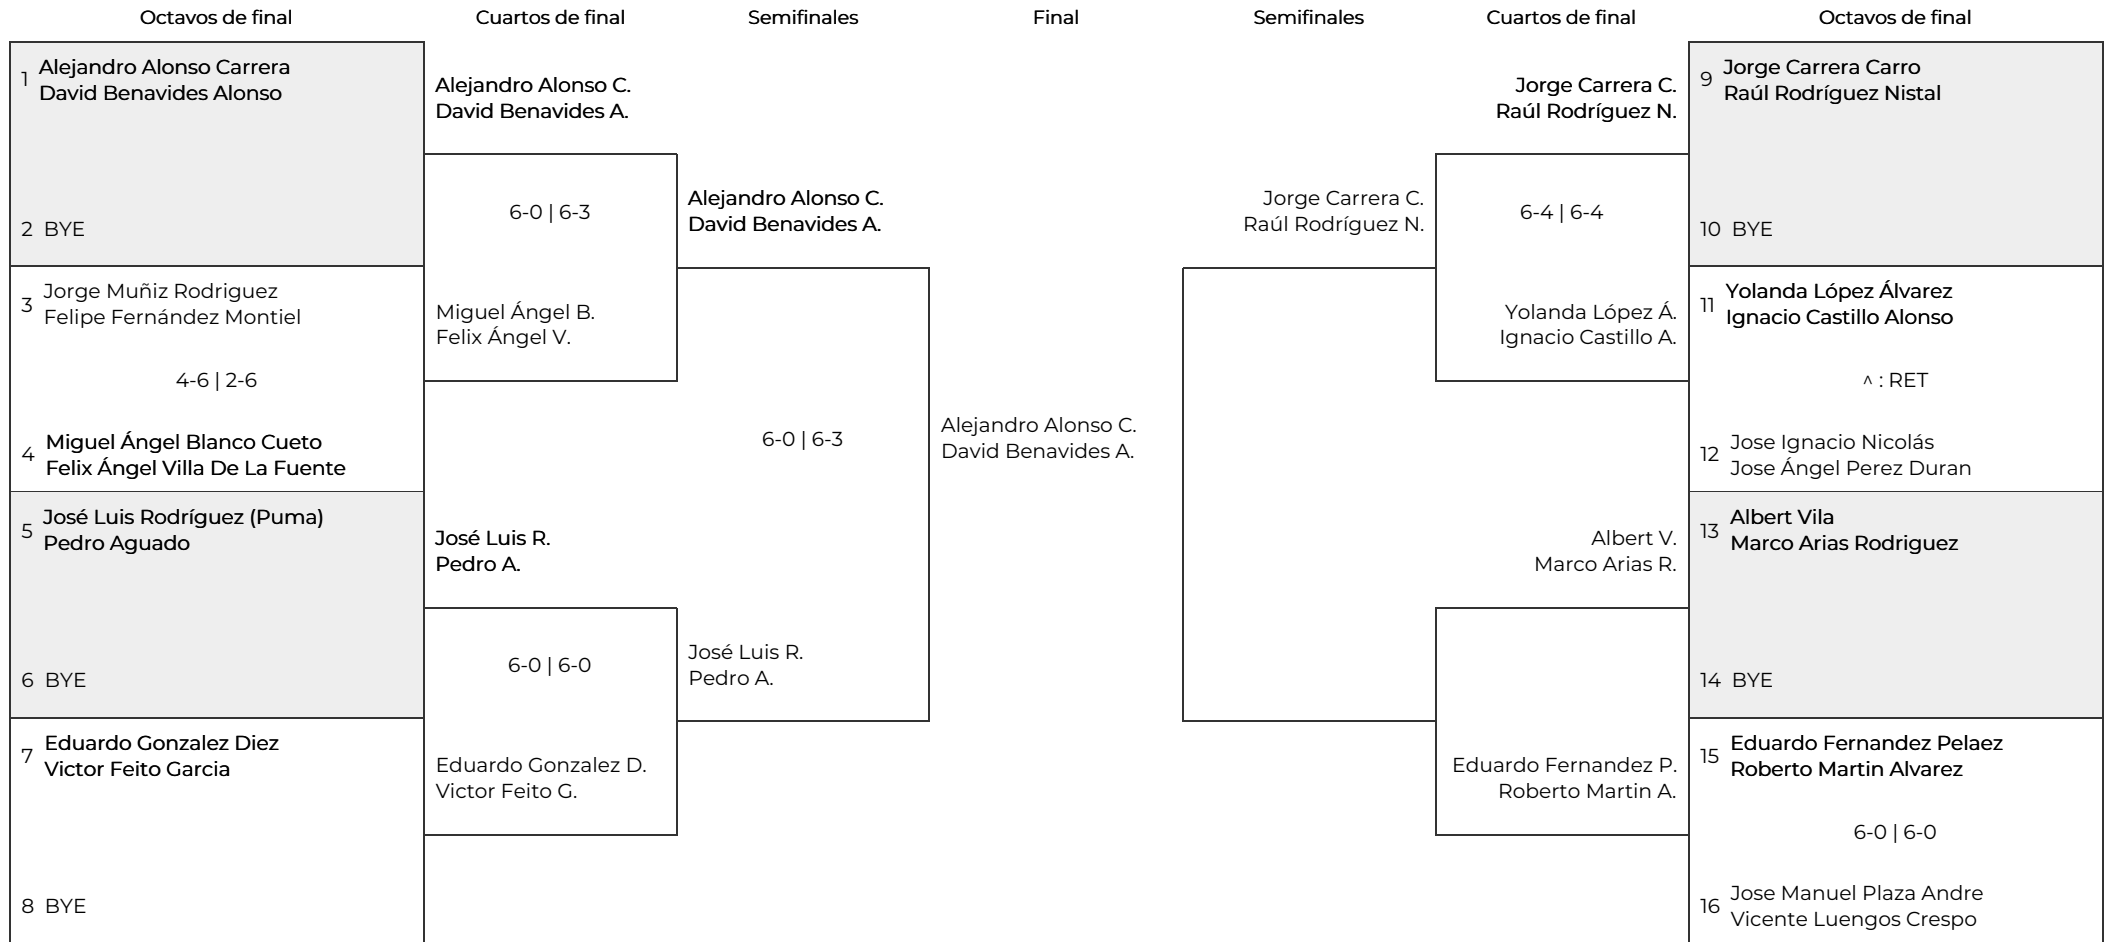 Octavos de final
Cuartos de final
Semifinales
Final
Semifinales
Cuartos de final
Octavos de final
1
Alejandro Alonso Carrera
David Benavides Alonso
2 BYE
3
Jorge Muñiz Rodriguez
Felipe Fernández Montiel
4-6 | 2-6
4
Miguel Ángel Blanco Cueto
Felix Ángel Villa De La Fuente
5
José Luis Rodríguez (Puma)
Pedro Aguado
6 BYE
7
Eduardo Gonzalez Diez
Victor Feito Garcia
8 BYE
Alejandro Alonso C.
David Benavides A.
6-0 | 6-3
Miguel Ángel B.
Felix Ángel V.
José Luis R.
Pedro A.
6-0 | 6-0
Eduardo Gonzalez D.
Victor Feito G.
Alejandro Alonso C.
David Benavides A.
6-0 | 6-3
José Luis R.
Pedro A.
Alejandro Alonso C.
David Benavides A.
Jorge Carrera C.
Raúl Rodríguez N.
Jorge Carrera C.
Raúl Rodríguez N.
6-4 | 6-4
Yolanda López Á.
Ignacio Castillo A.
Albert V.
Marco Arias R.
Eduardo Fernandez P.
Roberto Martin A.
9
Jorge Carrera Carro
Raúl Rodríguez Nistal
10 BYE
11
Yolanda López Álvarez
Ignacio Castillo Alonso
^ : RET
12
Jose Ignacio Nicolás
Jose Ángel Perez Duran
13
Albert Vila
Marco Arias Rodriguez
14 BYE
15
Eduardo Fernandez Pelaez
Roberto Martin Alvarez
6-0 | 6-0
16
Jose Manuel Plaza Andre
Vicente Luengos Crespo